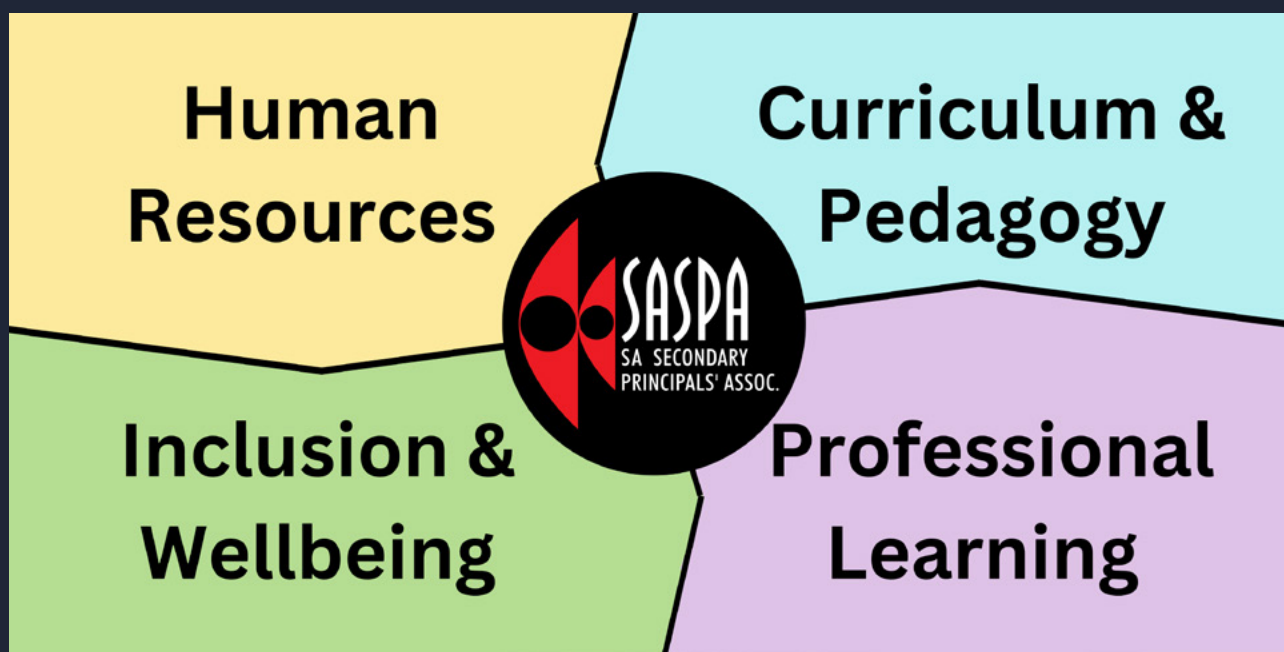 Human
Resources
Curriculum &
Pedagogy
SASPA
SA SECONDARY
PRINCIPALS' ASSOC.
Inclusion &
Wellbeing
Professional
Learning